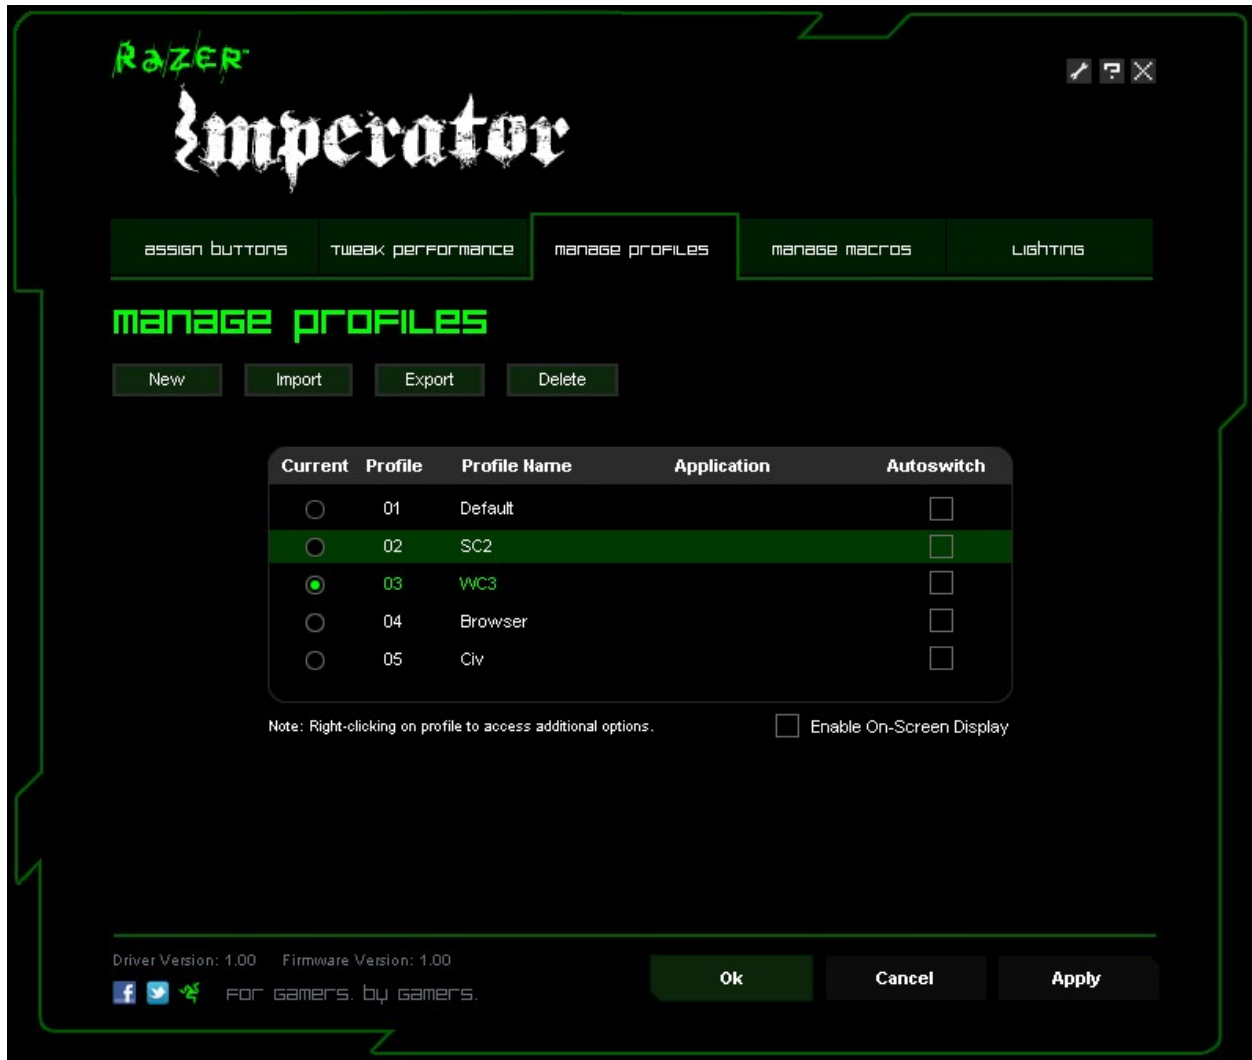 RAZER™
Imperator
assign buttons tweak performance manage profiles manage macros Lighting
manage profiles
New Import Export Delete
Current Profile Profile Name Application Autoswitch
01 Default
02 SC2
03 WC3
04 Browser
05 Civ
Note: Right-clicking on profile to access additional options. Enable On-Screen Display
Driver Version: 1.00 Firmware Version: 1.00
Ok Cancel Apply
For Gamers. by Gamers.